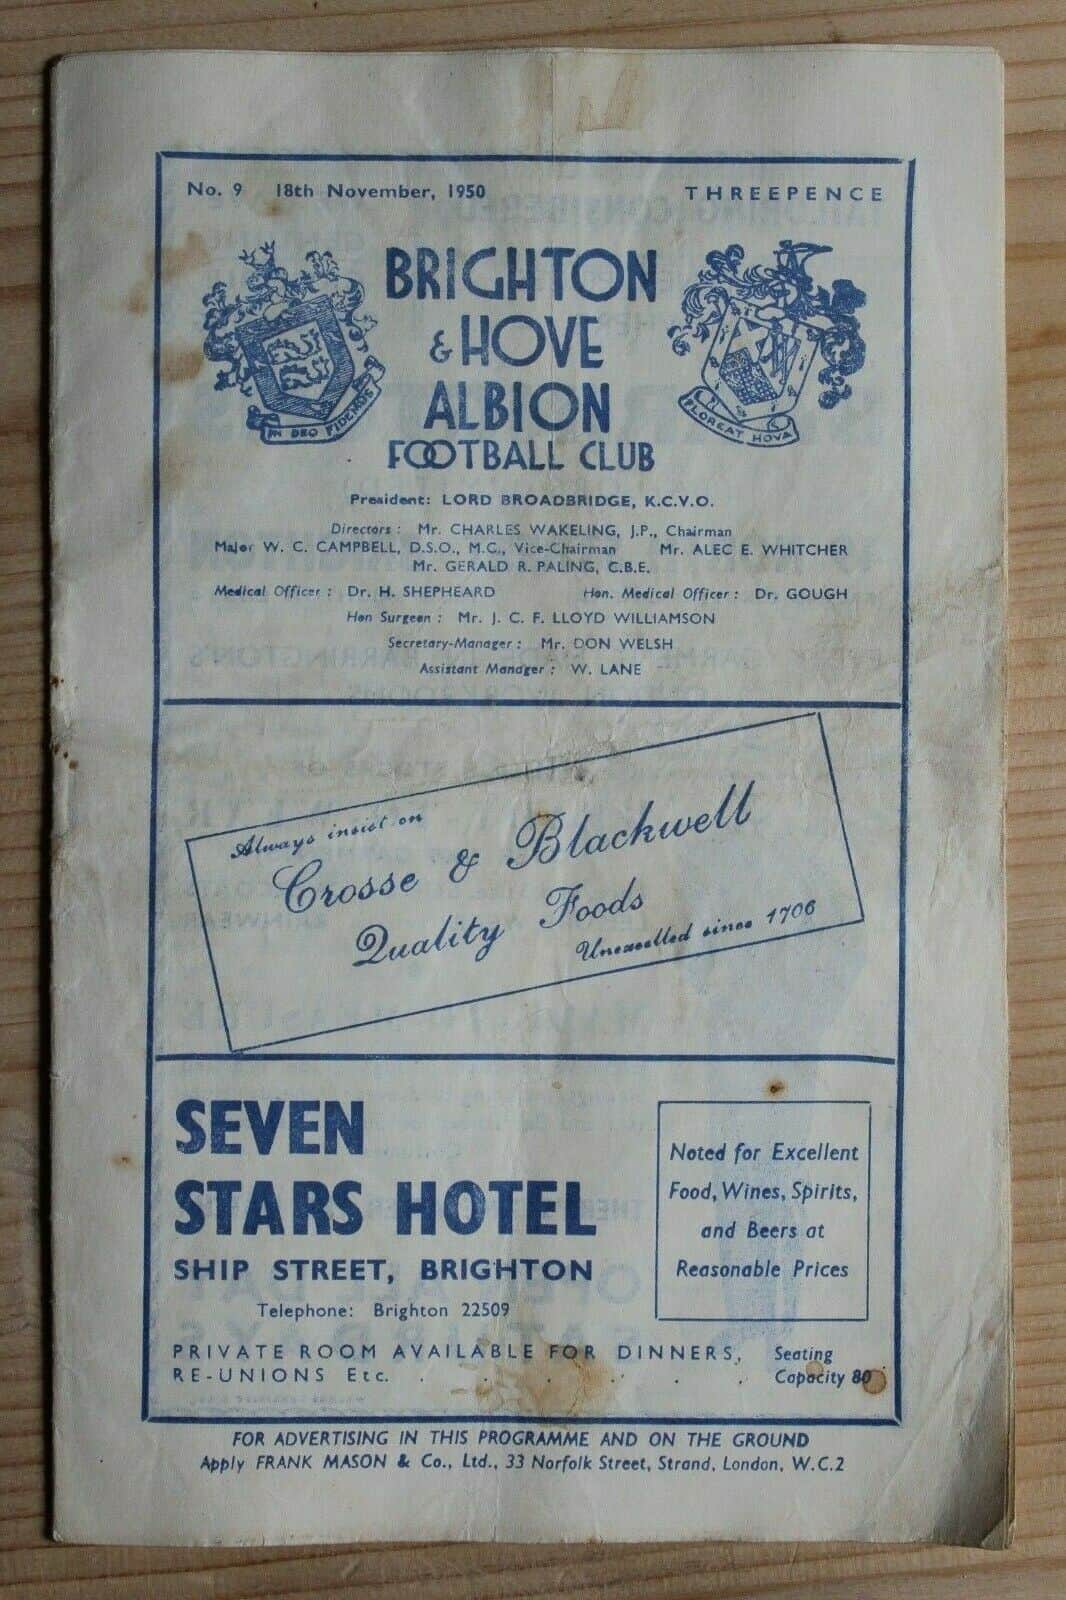 No. 9 18th November, 1950 THREEPENCE
BRIGHTON
& HOVE
ALBION
FOOTBALL CLUB
IN DEO FIDEMUS
FLOREAT HOVA
President: LORD BROADBRIDGE, K.C.V.O.
Directors : Mr. CHARLES WAKELING, J.P., Chairman
Major W. C. CAMPBELL, D.S.O., M.C., Vice-Chairman Mr. ALEC E. WHITCHER
Mr. GERALD R. PALING, C.B.E.
Medical Officer : Dr. H. SHEPHEARD Hon. Medical Officer : Dr. GOUGH
Hon Surgeon : Mr. J. C. F. LLOYD WILLIAMSON
Secretary-Manager : Mr. DON WELSH
Assistant Manager : W. LANE
Always insist on
Crosse & Blackwell
Quality Foods
Unexcelled since 1706
SEVEN
STARS HOTEL
SHIP STREET, BRIGHTON
Telephone: Brighton 22509
Noted for Excellent
Food, Wines, Spirits,
and Beers at
Reasonable Prices
PRIVATE ROOM AVAILABLE FOR DINNERS, Seating
RE-UNIONS Etc. . . . . . . Capacity 80
FOR ADVERTISING IN THIS PROGRAMME AND ON THE GROUND
Apply FRANK MASON & Co., Ltd., 33 Norfolk Street, Strand, London, W.C.2